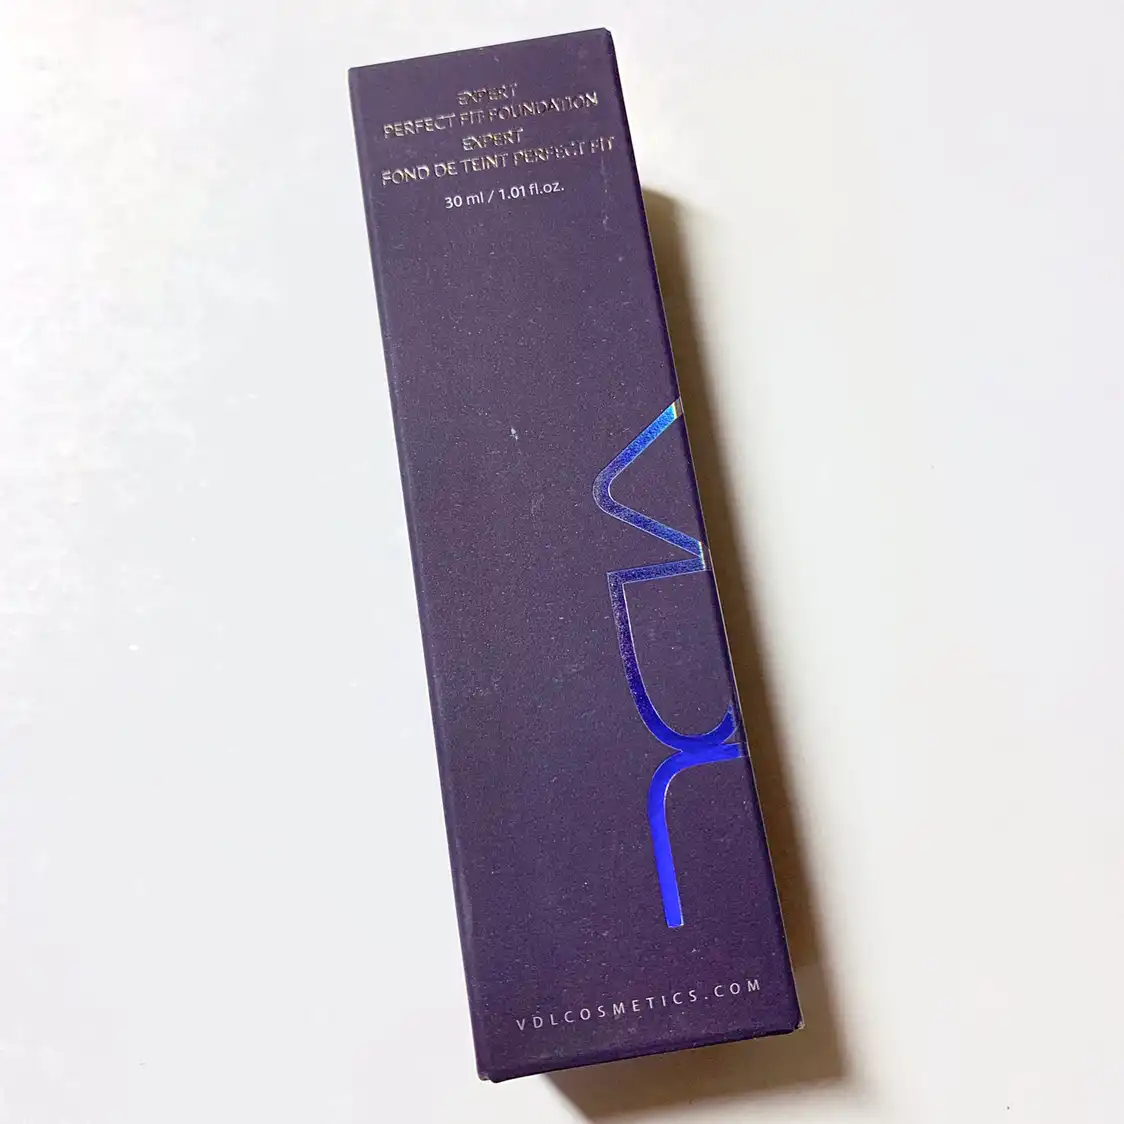 EXPERT
PERFECT FIT FOUNDATION
EXPERT
FOND DE TEINT PERFECT FIT
30 ml / 1.01 fl.oz.
VDL
VDLCOSMETICS.COM